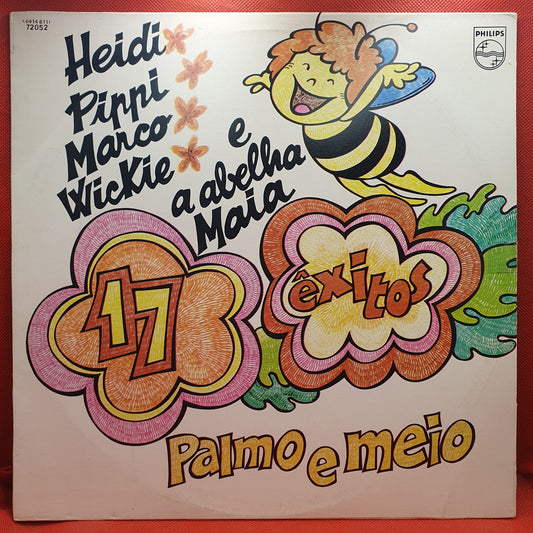 6414 611
72052
PHILIPS
Heidi
Pippi
Marco
Wickie
e
a abelha
Maia
17
êxitos
Palmo e meio